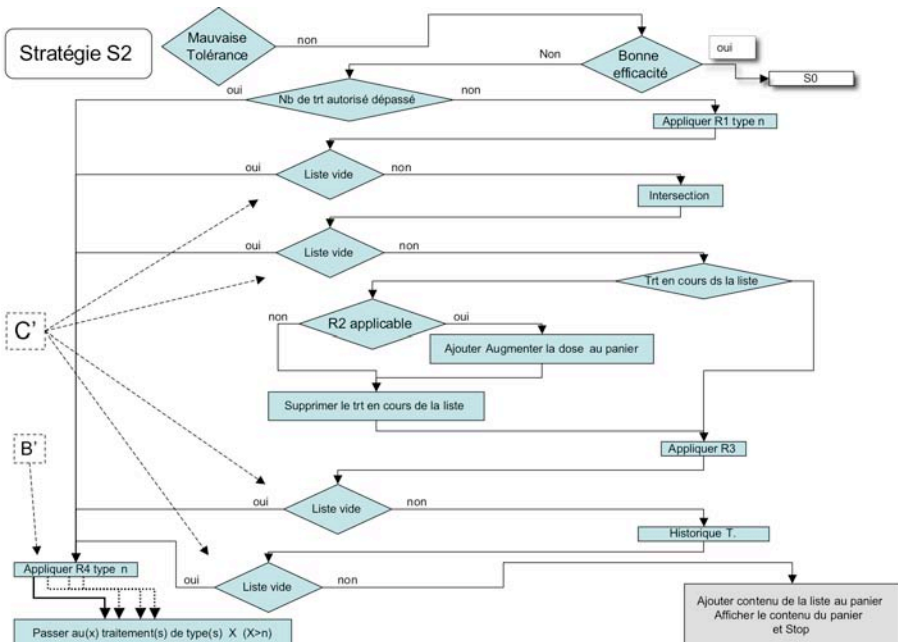 Stratégie S2
Mauvaise
Tolérance
non
Bonne
efficacité
oui
S0
Non
oui
Nb de trt autorisé dépassé
non
Appliquer R1 type n
oui
Liste vide
non
Intersection
oui
Liste vide
non
Trt en cours ds la liste
C'
non
R2 applicable
oui
Ajouter Augmenter la dose au panier
Supprimer le trt en cours de la liste
B'
Appliquer R3
oui
Liste vide
non
Historique T.
Appliquer R4 type n
oui
Liste vide
non
Passer au(x) traitement(s) de type(s) X (X>n)
Ajouter contenu de la liste au panier
Afficher le contenu du panier
et Stop